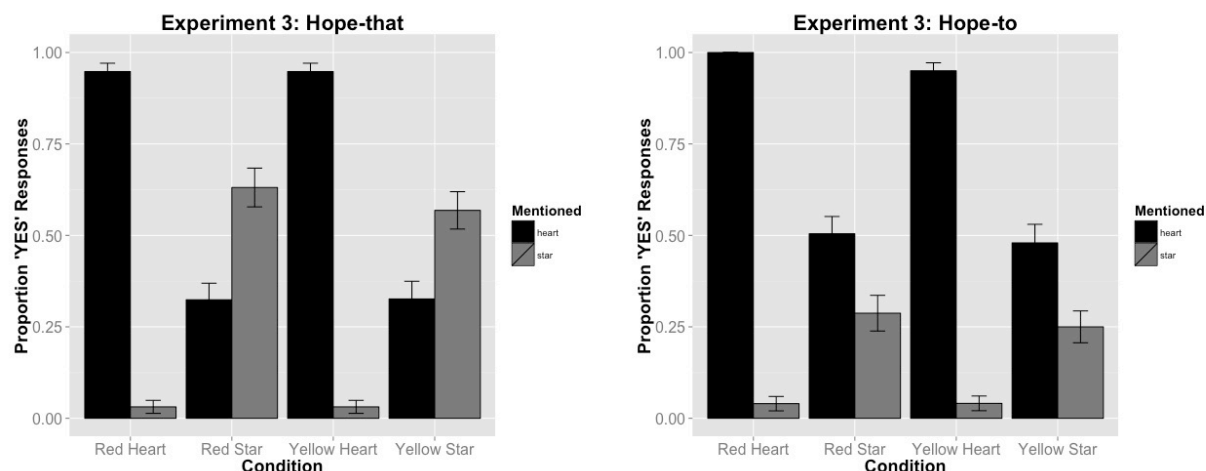 Experiment 3: Hope-that
Proportion 'YES' Responses
1.00
0.75
0.50
0.25
0.00
Red Heart Red Star Yellow Heart Yellow Star
Condition
Mentioned
heart
star
Experiment 3: Hope-to
Proportion 'YES' Responses
1.00
0.75
0.50
0.25
0.00
Red Heart Red Star Yellow Heart Yellow Star
Condition
Mentioned
heart
star